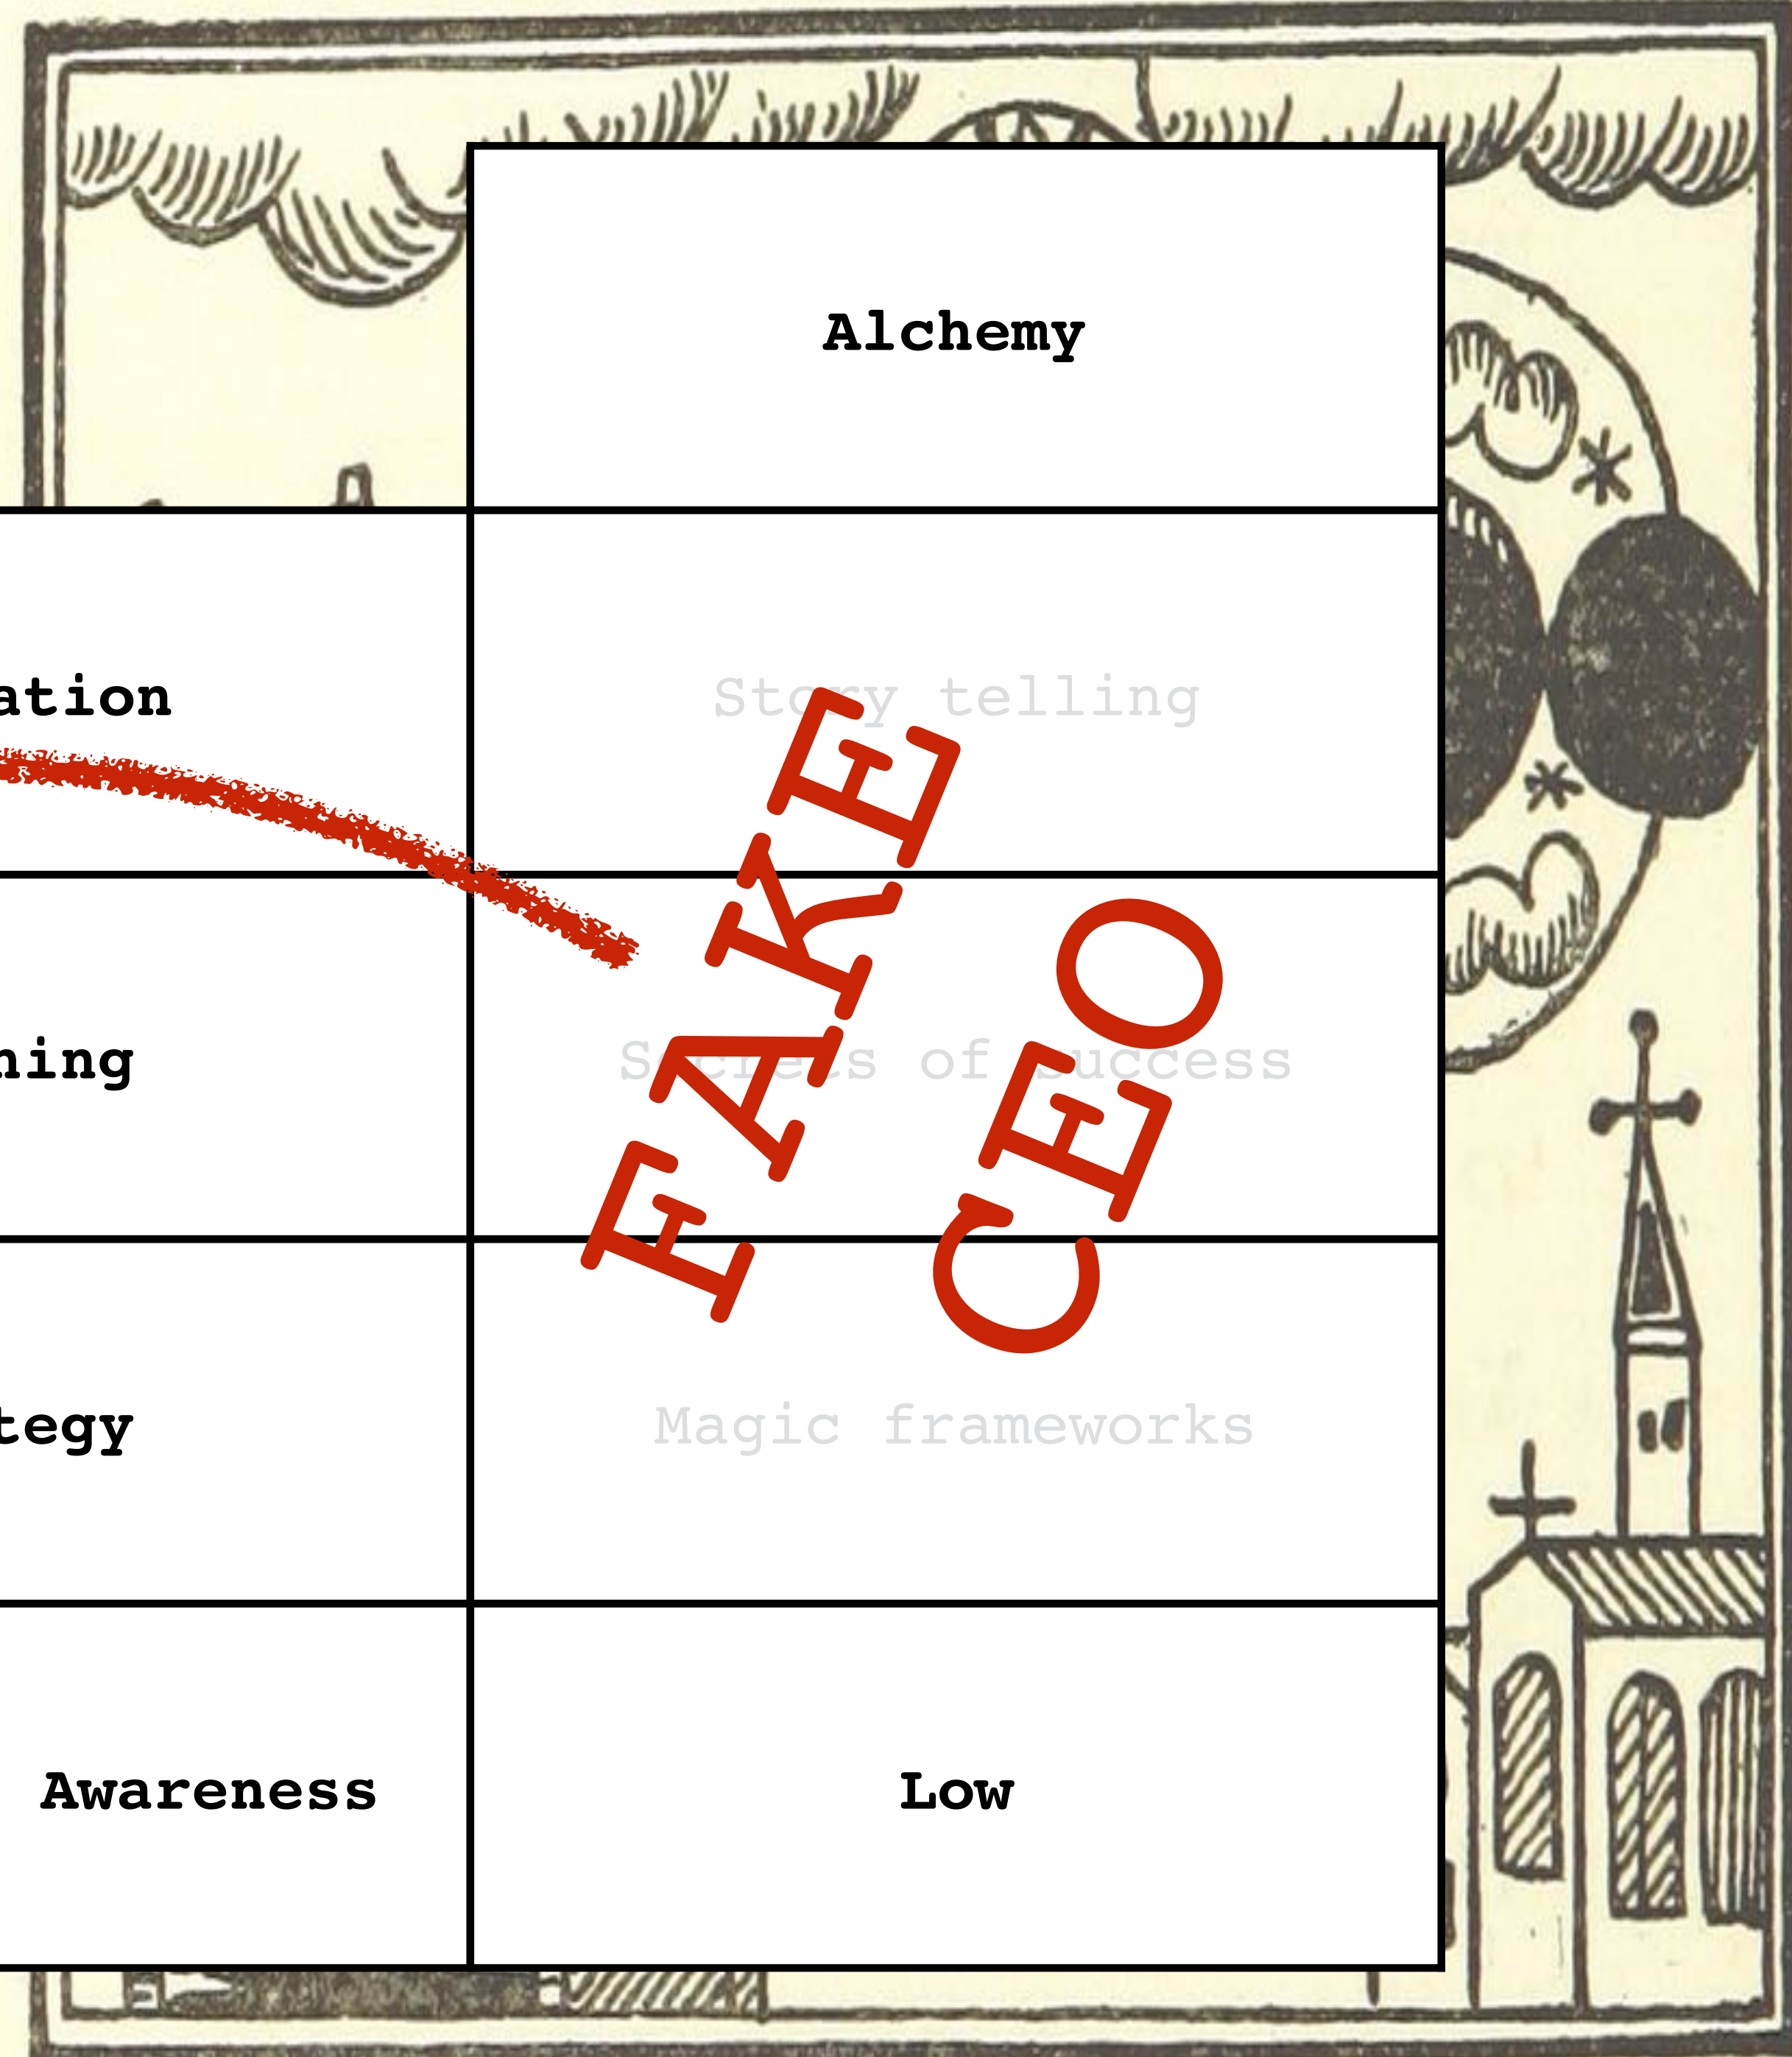 Alchemy
ation
Story telling
FAKE
CEO
ning
Secrets of success
tegy
Magic frameworks
Awareness
Low